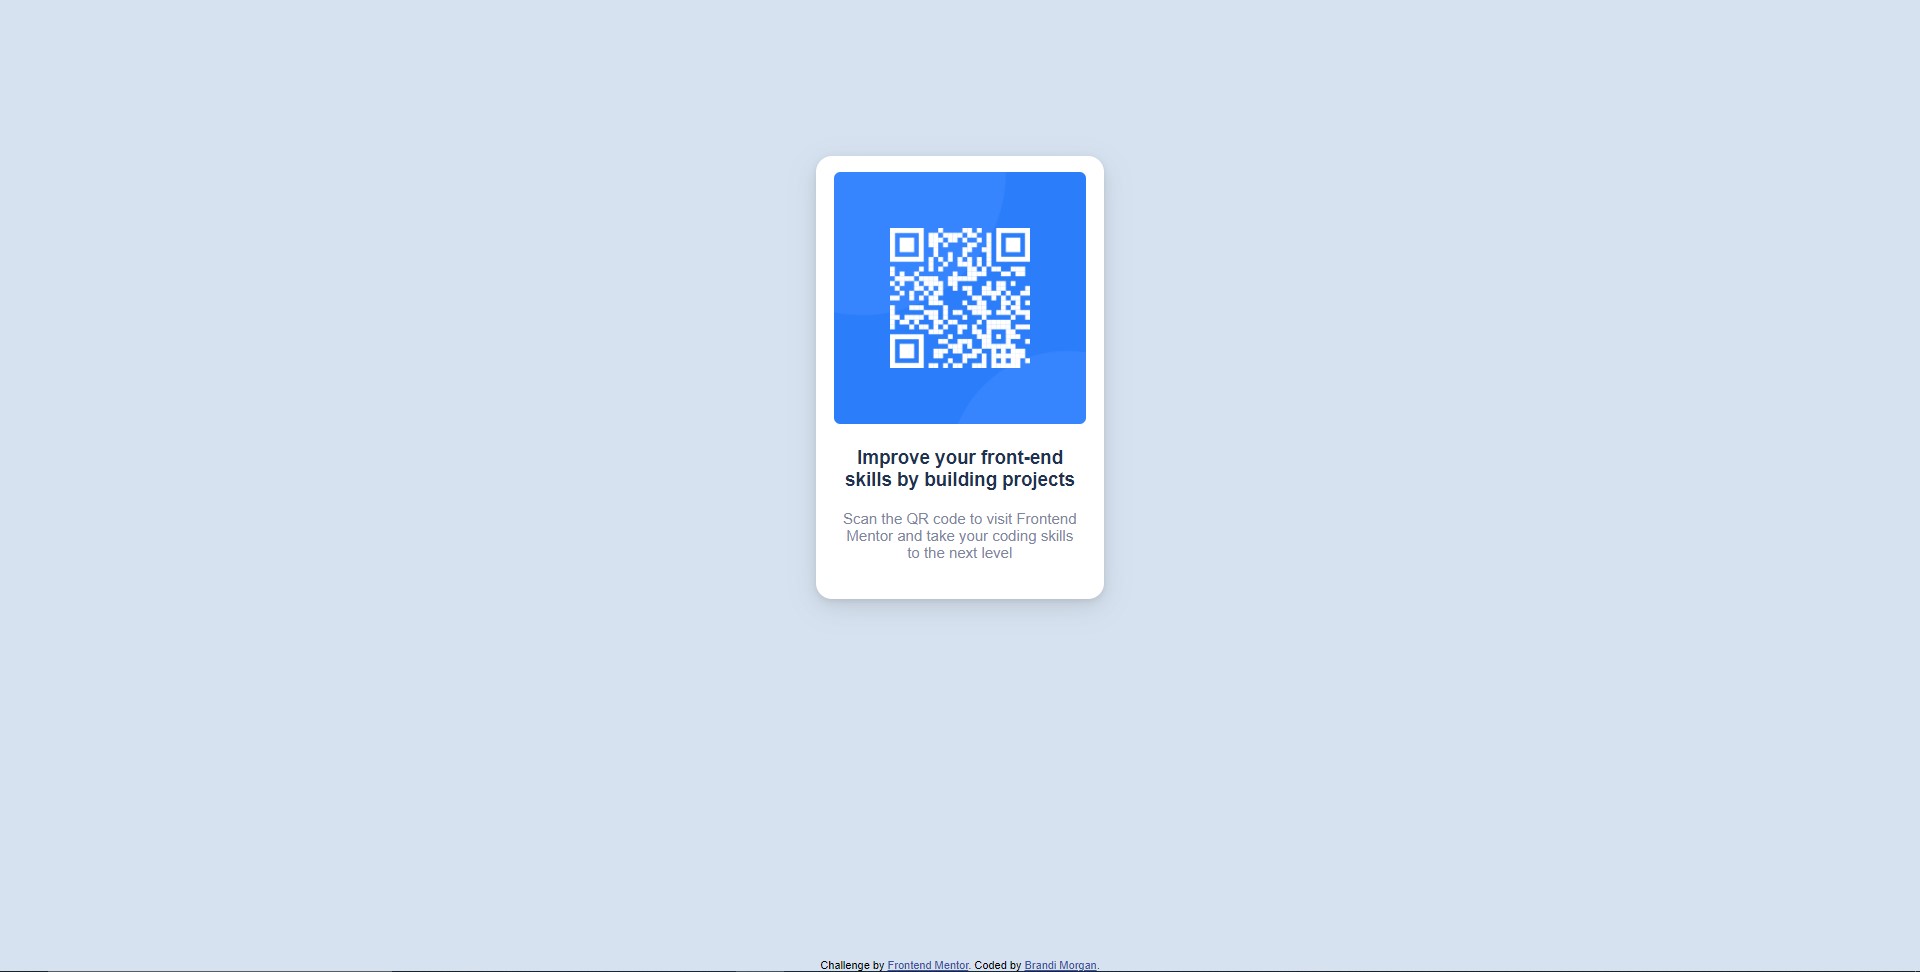 Improve your front-end
skills by building projects
Scan the QR code to visit Frontend
Mentor and take your coding skills
to the next level
Challenge by Frontend Mentor. Coded by Brandi Morgan.